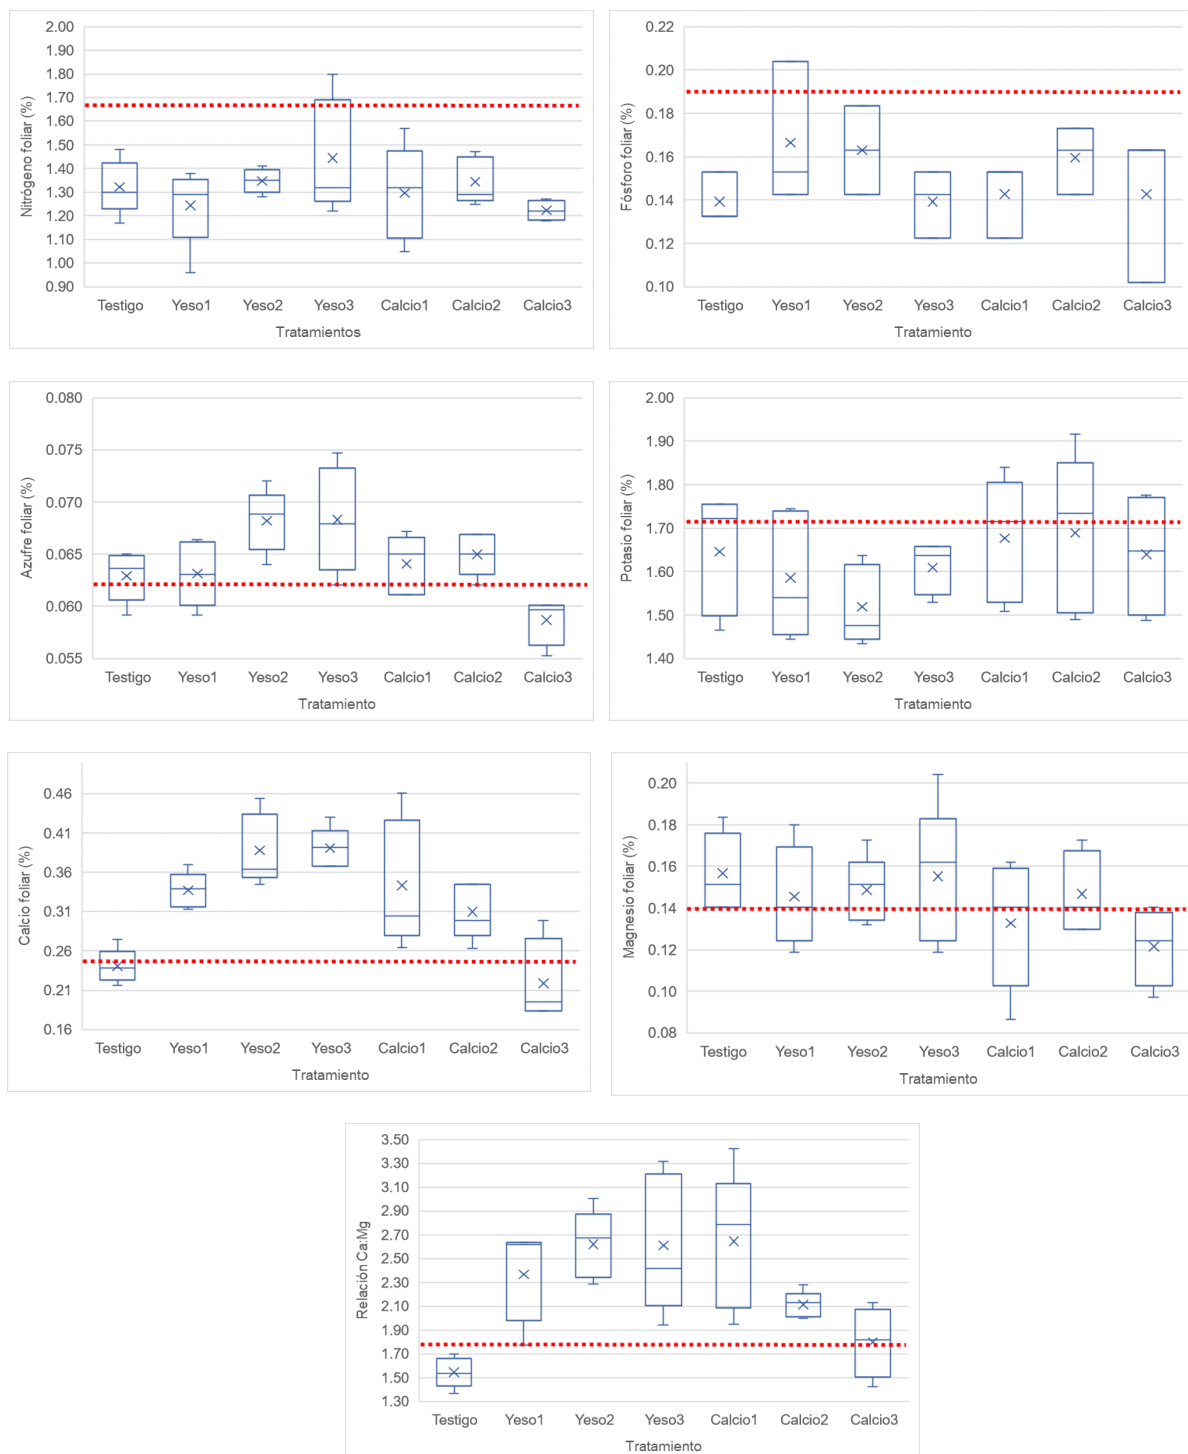 Nitrógeno foliar (%)
2.00
1.90
1.80
1.70
1.60
1.50
1.40
1.30
1.20
1.10
1.00
0.90
Testigo Yeso1 Yeso2 Yeso3 Calcio1 Calcio2 Calcio3
Tratamientos
Fósforo foliar (%)
0.22
0.20
0.18
0.16
0.14
0.12
0.10
Testigo Yeso1 Yeso2 Yeso3 Calcio1 Calcio2 Calcio3
Tratamiento
Azufre foliar (%)
0.080
0.075
0.070
0.065
0.060
0.055
Testigo Yeso1 Yeso2 Yeso3 Calcio1 Calcio2 Calcio3
Tratamiento
Potasio foliar (%)
2.00
1.90
1.80
1.70
1.60
1.50
1.40
Testigo Yeso1 Yeso2 Yeso3 Calcio1 Calcio2 Calcio3
Tratamiento
Calcio foliar (%)
0.46
0.41
0.36
0.31
0.26
0.21
0.16
Testigo Yeso1 Yeso2 Yeso3 Calcio1 Calcio2 Calcio3
Tratamiento
Magnesio foliar (%)
0.20
0.18
0.16
0.14
0.12
0.10
0.08
Testigo Yeso1 Yeso2 Yeso3 Calcio1 Calcio2 Calcio3
Tratamiento
Relación Ca:Mg
3.50
3.30
3.10
2.90
2.70
2.50
2.30
2.10
1.90
1.70
1.50
1.30
Testigo Yeso1 Yeso2 Yeso3 Calcio1 Calcio2 Calcio3
Tratamiento